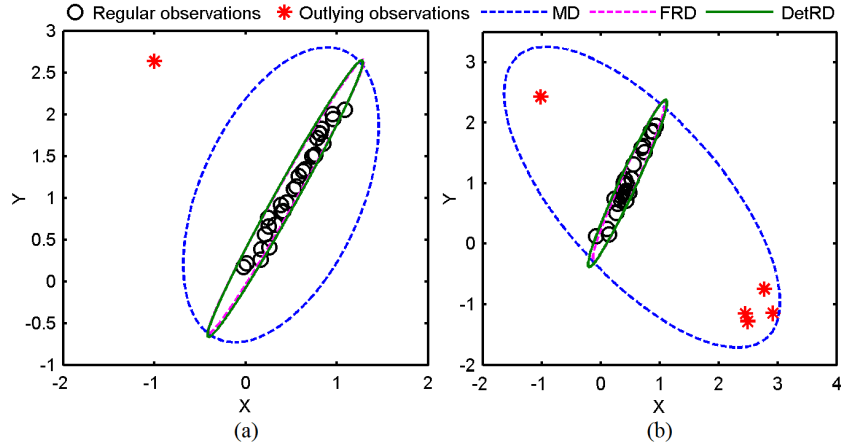 Regular observations Outlying observations MD FRD DetRD
3
2.5
2
1.5
1
0.5
0
-0.5
-1
Y
-2 -1 0 1 2
X
(a)
4
3
2
1
0
-1
-2
Y
-2 -1 0 1 2 3 4
X
(b)